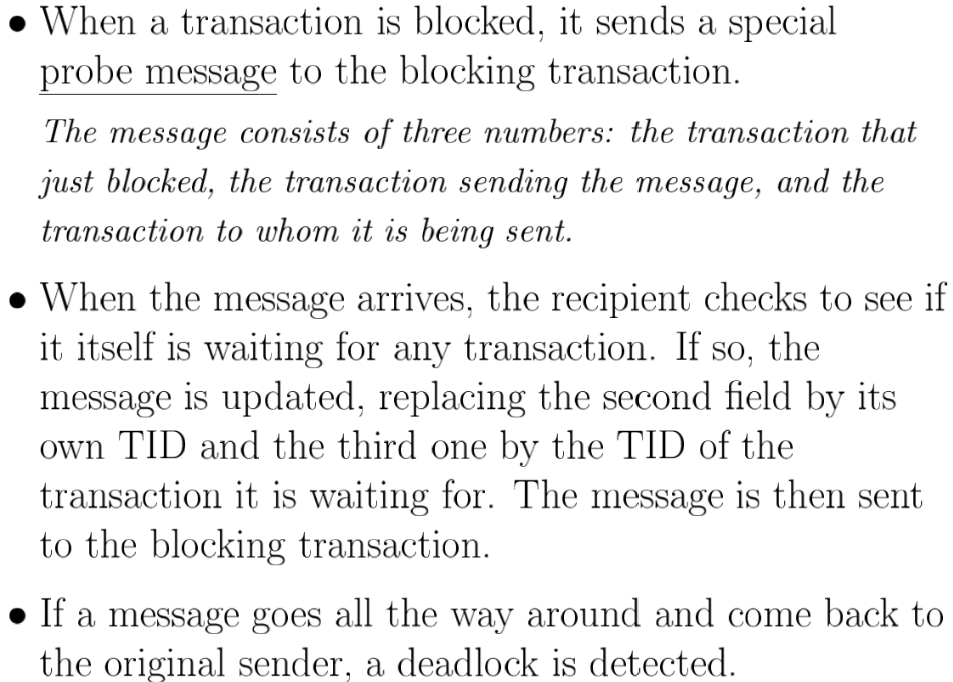 • When a transaction is blocked, it sends a special
probe message to the blocking transaction.
The message consists of three numbers: the transaction that
just blocked, the transaction sending the message, and the
transaction to whom it is being sent.
• When the message arrives, the recipient checks to see if
it itself is waiting for any transaction. If so, the
message is updated, replacing the second field by its
own TID and the third one by the TID of the
transaction it is waiting for. The message is then sent
to the blocking transaction.
• If a message goes all the way around and come back to
the original sender, a deadlock is detected.